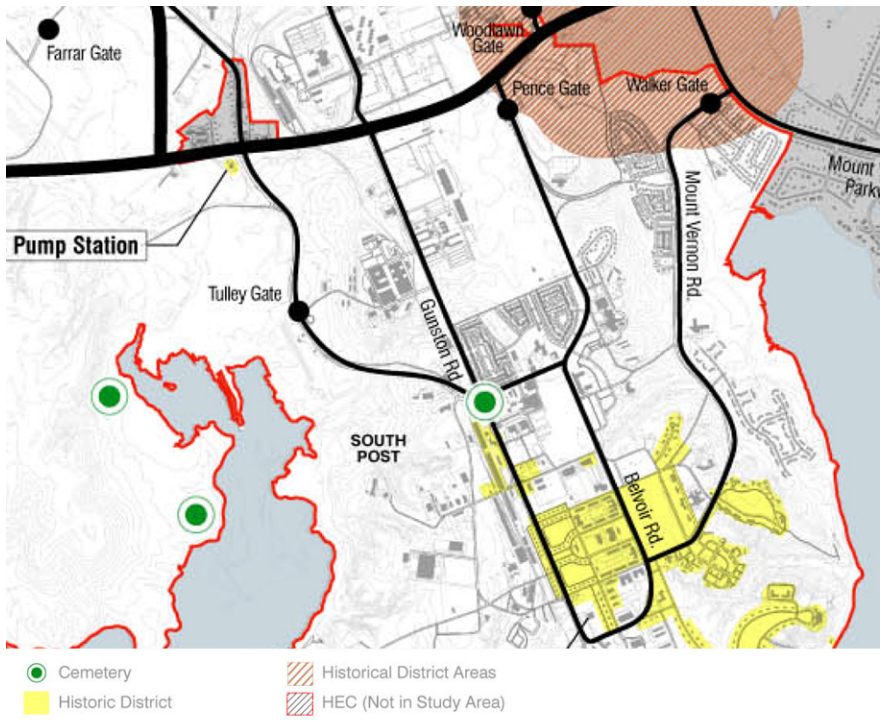 Woodlawn
Gate
Farrar Gate
Pence Gate
Walker Gate
Mount
Parkw
Pump Station
Mount Vernon Rd.
Tulley Gate
Gunston Rd.
SOUTH
POST
Belvoir Rd.
Cemetery
Historical District Areas
Historic District
HEC (Not in Study Area)